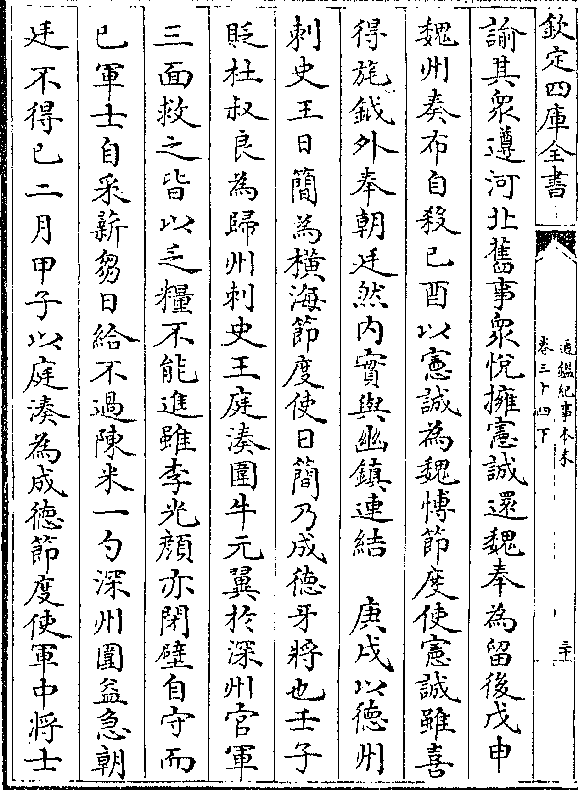 欽定四庫全書
通鑑紀事本末
卷三十四下
二十
諭其衆遵河北舊事衆悅擁憲誠還魏奉為留後戊申
魏州奏布自殺己酉以憲誠為魏博節度使憲誠雖喜
得旄鉞外奉朝廷然内實與幽鎮連結　庚戌以德州
刺史王日簡為橫海節度使日簡乃成德牙將也壬子
貶杜叔良為歸州刺史王庭湊圍牛元翼於深州官軍
三面救之皆以乏糧不能進雖李光顔亦閉壁自守而
已軍士自采薪芻日給不過陳米一勺深州圍益急朝
廷不得已二月甲子以庭湊為成德節度使軍中將士